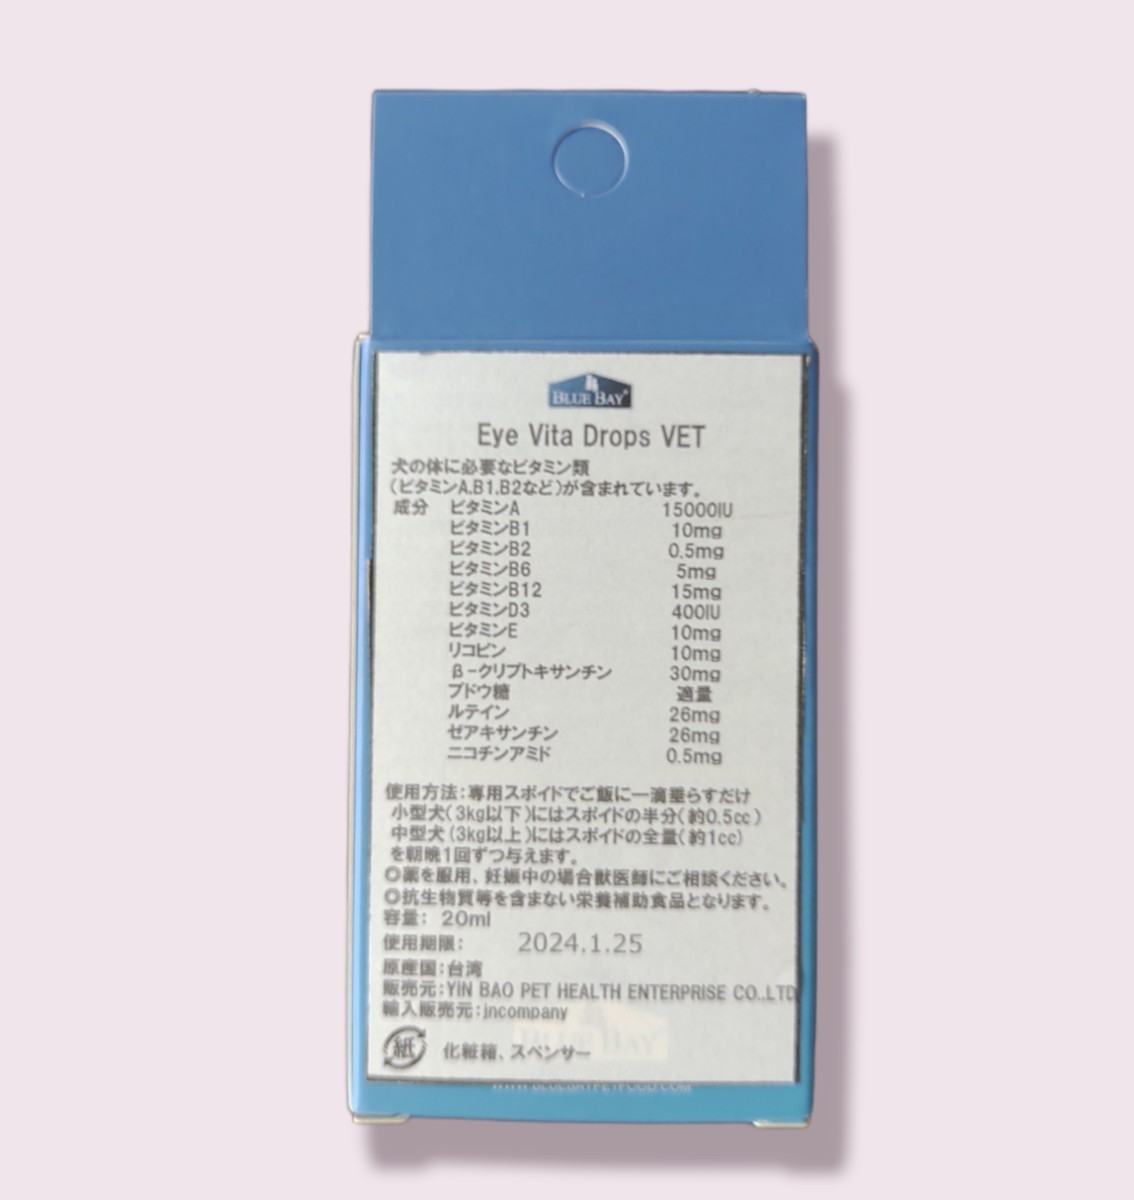 BLUE BAY
Eye Vita Drops VET
犬の体に必要なビタミン類
(ビタミンA.B1.B2など)が含まれています。
成分 ビタミンA 15000IU
ビタミンB1 10mg
ビタミンB2 0.5mg
ビタミンB6 5mg
ビタミンB12 15mg
ビタミンD3 400IU
ビタミンE 10mg
リコピン 10mg
β-クリプトキサンチン 30mg
ブドウ糖 適量
ルテイン 26mg
ゼアキサンチン 26mg
ニコチンアミド 0.5mg
使用方法:専用スポイドでご飯に一滴垂らすだけ
小型犬(3kg以下)にはスポイドの半分(約0.5cc)
中型犬(3kg以上)にはスポイドの全量(約1cc)
を朝晩1回ずつ与えます。
◎薬を服用、妊娠中の場合獣医師にご相談ください。
◎抗生物質等を含まない栄養補助食品となります。
容量: 20ml
使用期限: 2024.1.25
原産国:台湾
販売元:YIN BAO PET HEALTH ENTERPRISE CO.,LTD
輸入販売元:jncompany
BLUE BAY
紙 化粧箱、スペンサー
WWW.BLUEBAYPETFOOD.COM